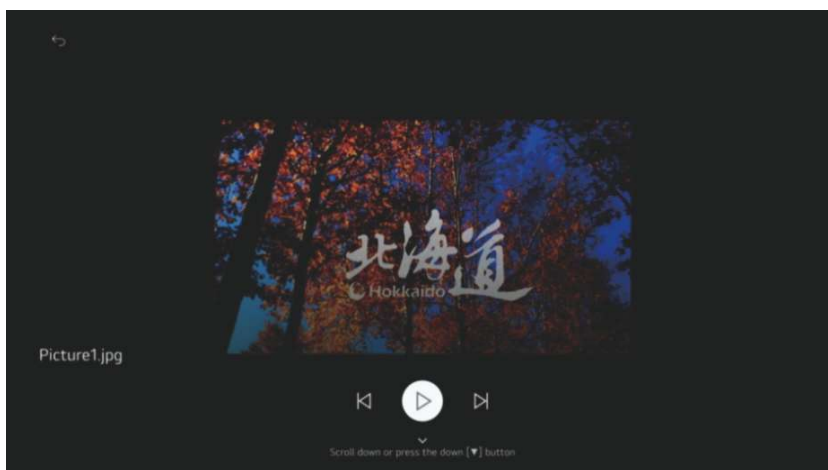 北海道
Hokkaido
Picture1.jpg
Scroll down or press the down [▼] button